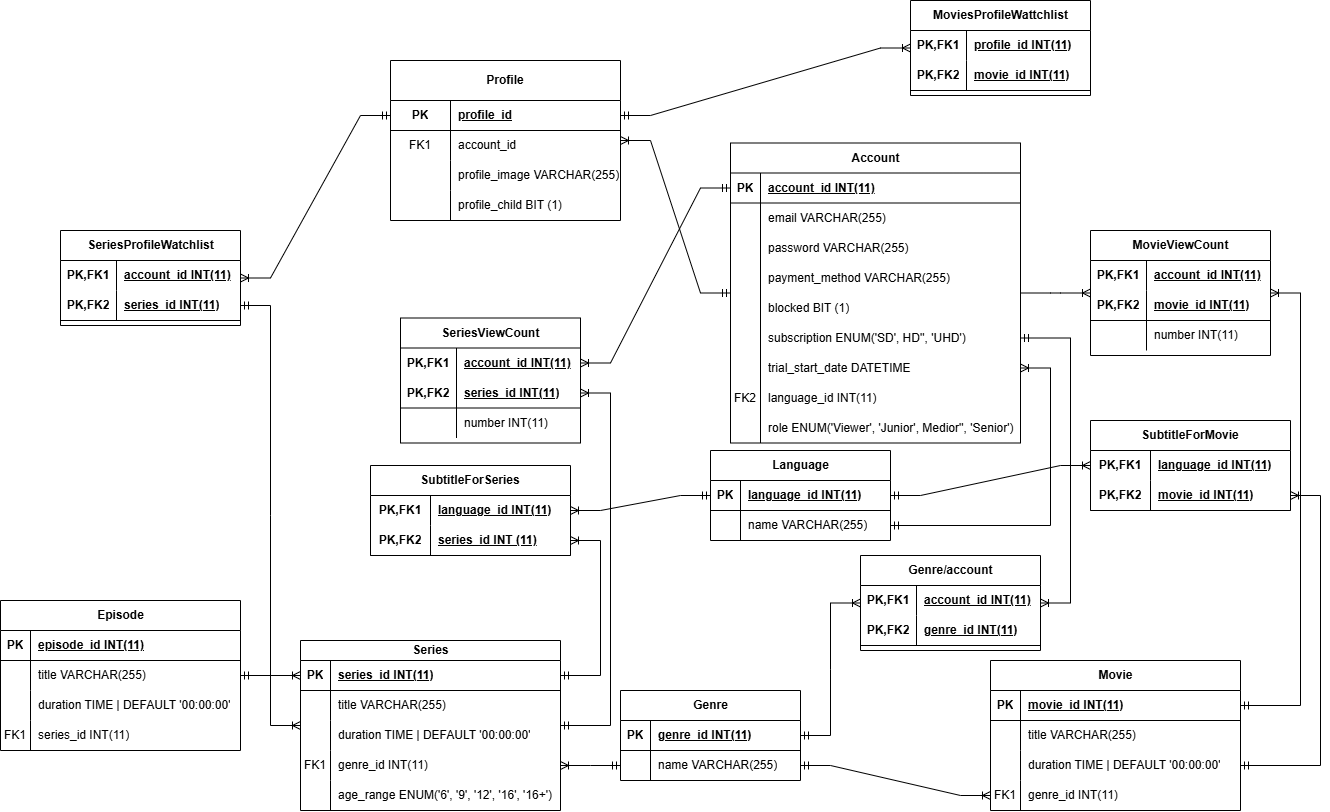 MoviesProfileWattchlist
PK,FK1 profile_id INT(11)
PK,FK2 movie_id INT(11)
Profile
PK profile_id
FK1 account_id
profile_image VARCHAR(255)
profile_child BIT (1)
Account
PK account_id INT(11)
email VARCHAR(255)
password VARCHAR(255)
payment_method VARCHAR(255)
blocked BIT (1)
subscription ENUM('SD', HD", 'UHD')
trial_start_date DATETIME
FK2 language_id INT(11)
role ENUM('Viewer', 'Junior', Medior", 'Senior')
SeriesProfileWatchlist
PK,FK1 account_id INT(11)
PK,FK2 series_id INT(11)
MovieViewCount
PK,FK1 account_id INT(11)
PK,FK2 movie_id INT(11)
number INT(11)
SeriesViewCount
PK,FK1 account_id INT(11)
PK,FK2 series_id INT(11)
number INT(11)
SubtitleForMovie
PK,FK1 language_id INT(11)
PK,FK2 movie_id INT(11)
Language
PK language_id INT(11)
name VARCHAR(255)
SubtitleForSeries
PK,FK1 language_id INT(11)
PK,FK2 series_id INT (11)
Genre/account
PK,FK1 account_id INT(11)
PK,FK2 genre_id INT(11)
Episode
PK episode_id INT(11)
title VARCHAR(255)
duration TIME | DEFAULT '00:00:00'
FK1 series_id INT(11)
Series
PK series_id INT(11)
title VARCHAR(255)
duration TIME | DEFAULT '00:00:00'
FK1 genre_id INT(11)
age_range ENUM('6', '9', '12', '16', '16+')
Genre
PK genre_id INT(11)
name VARCHAR(255)
Movie
PK movie_id INT(11)
title VARCHAR(255)
duration TIME | DEFAULT '00:00:00'
FK1 genre_id INT(11)